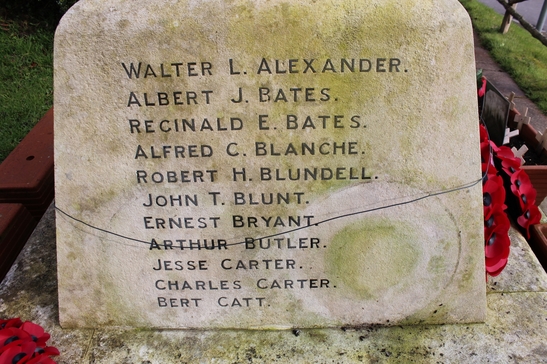 WALTER L. ALEXANDER.
ALBERT J. BATES.
REGINALD E. BATES.
ALFRED C. BLANCHE.
ROBERT H. BLUNDELL.
JOHN T. BLUNT.
ERNEST BRYANT.
ARTHUR BUTLER.
JESSE CARTER.
CHARLES CARTER.
BERT CATT.